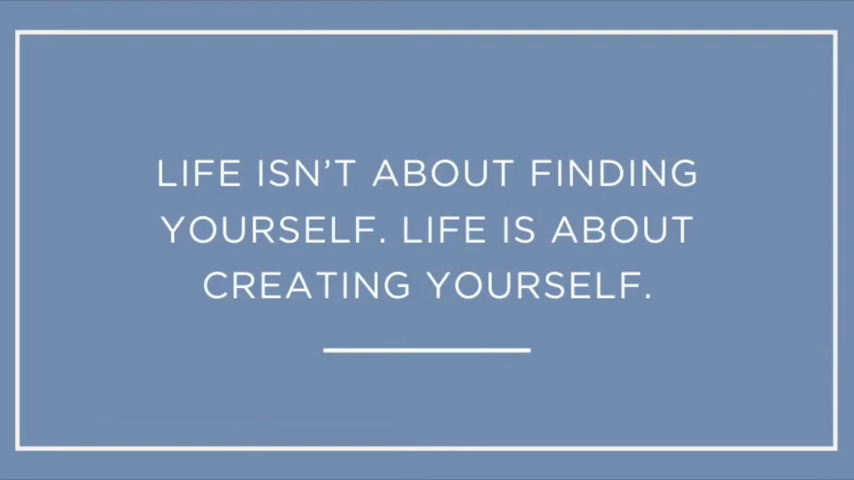 LIFE ISN’T ABOUT FINDING
YOURSELF. LIFE IS ABOUT
CREATING YOURSELF.